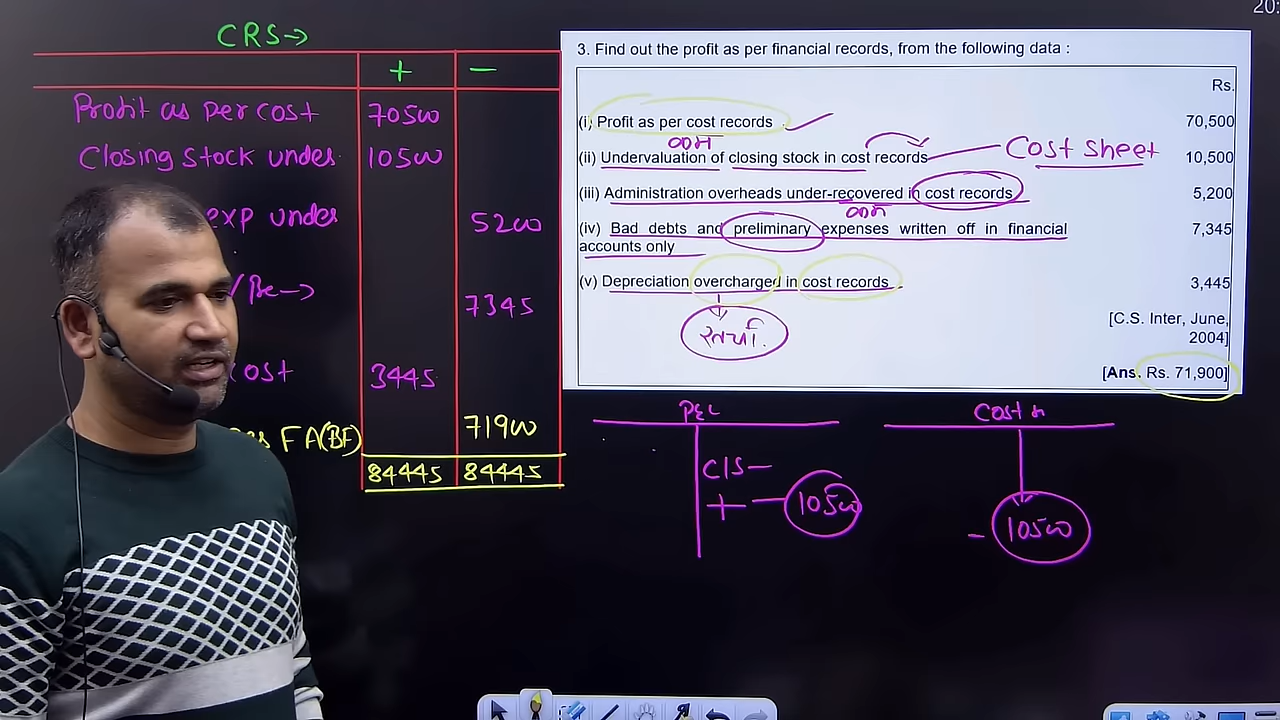 20:
CRS→
+ −
Profit as per cost 70500
Closing Stock under 10500
exp under 5200
7345
cost 3445
FA(BF) 71900
84445 84445
3. Find out the profit as per financial records, from the following data :
Rs.
(i) Profit as per cost records 70,500
(ii) Undervaluation of closing stock in cost records 10,500
Cost Sheet
(iii) Administration overheads under-recovered in cost records 5,200
(iv) Bad debts and preliminary expenses written off in financial 7,345
accounts only
(v) Depreciation overcharged in cost records 3,445
[C.S. Inter, June,
2004]
[Ans. Rs. 71,900]
P&L
C/S —
+ — 10500
Cost
- 10500